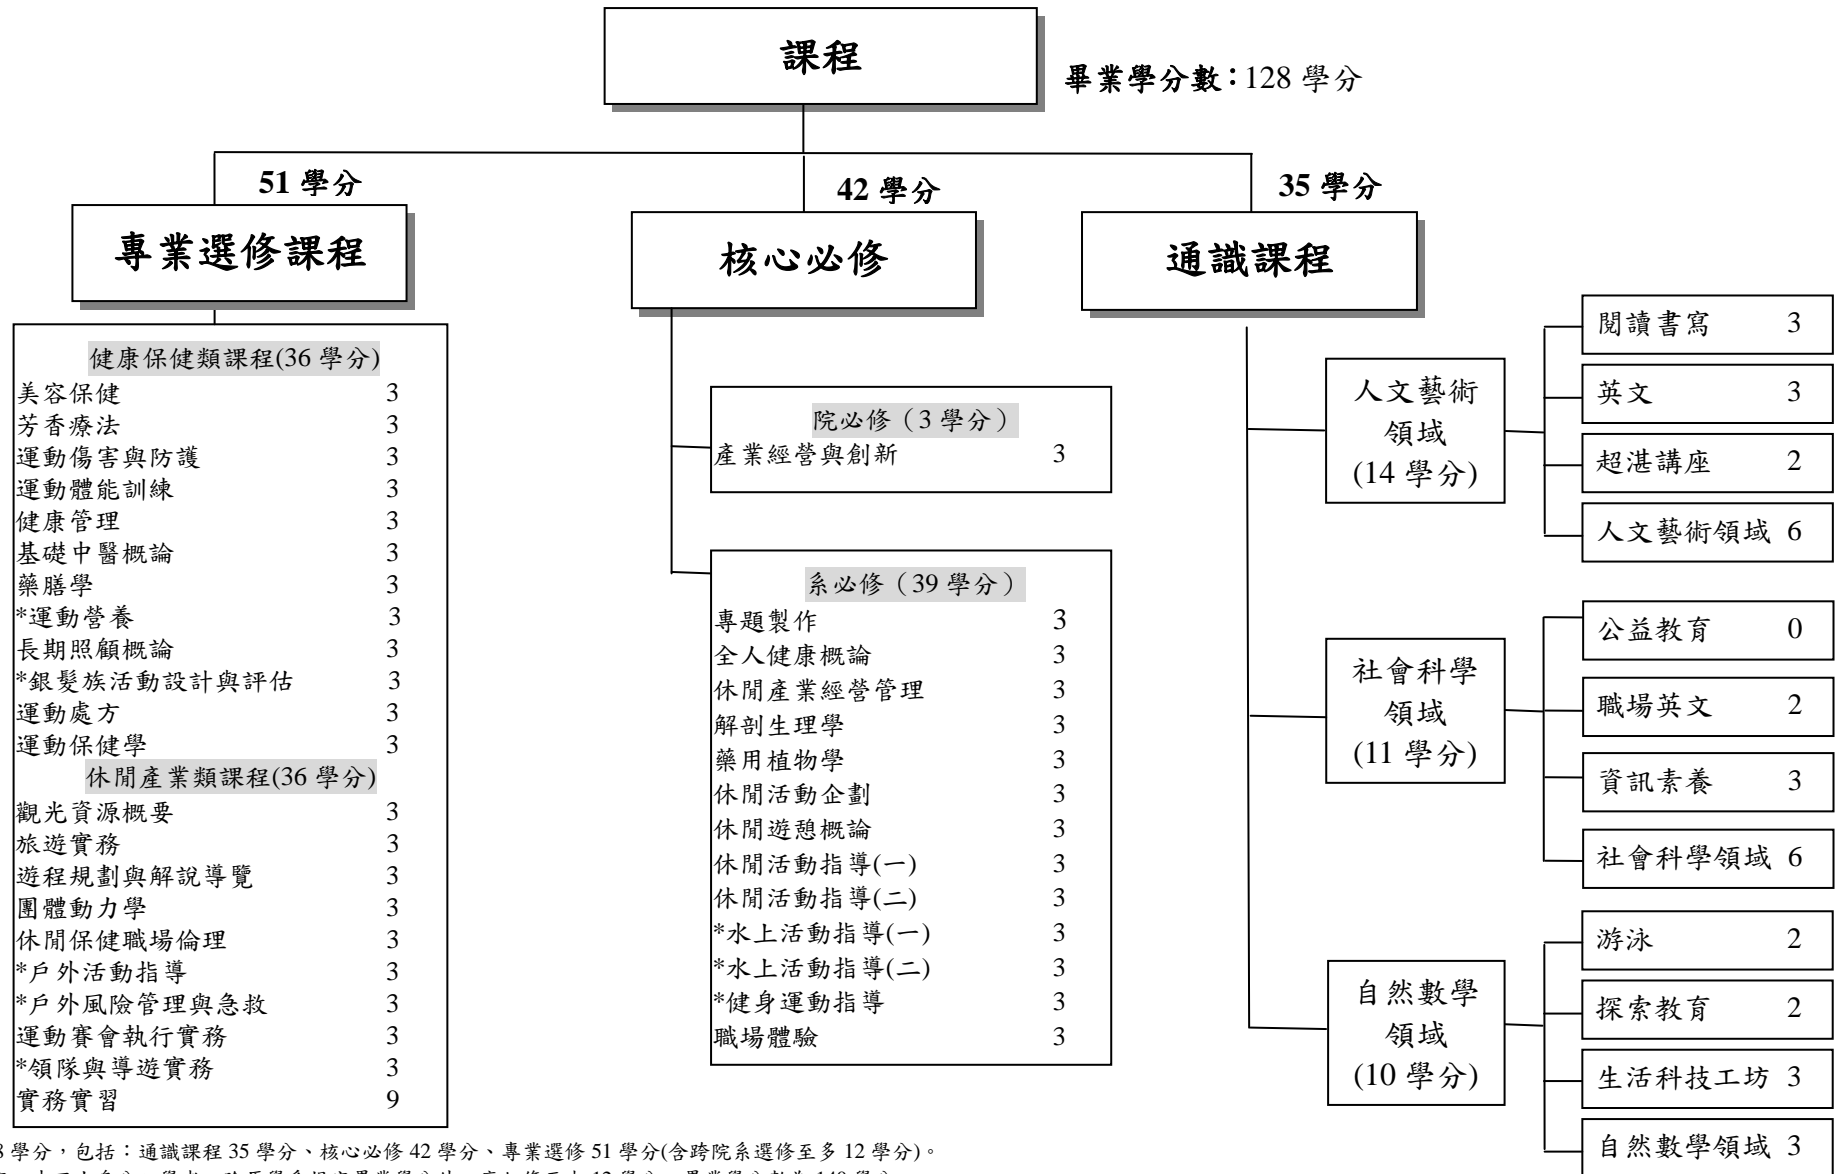 課程
畢業學分數：128 學分
51 學分
專業選修課程
健康保健類課程(36 學分)
美容保健 3
芳香療法 3
運動傷害與防護 3
運動體能訓練 3
健康管理 3
基礎中醫概論 3
藥膳學 3
*運動營養 3
長期照顧概論 3
*銀髮族活動設計與評估 3
運動處方 3
運動保健學 3
休閒產業類課程(36 學分)
觀光資源概要 3
旅遊實務 3
遊程規劃與解說導覽 3
團體動力學 3
休閒保健職場倫理 3
*戶外活動指導 3
*戶外風險管理與急救 3
運動賽會執行實務 3
*領隊與導遊實務 3
實務實習 9
42 學分
核心必修
院必修（3 學分）
產業經營與創新 3
系必修（39 學分）
專題製作 3
全人健康概論 3
休閒產業經營管理 3
解剖生理學 3
藥用植物學 3
休閒活動企劃 3
休閒遊憩概論 3
休閒活動指導(一) 3
休閒活動指導(二) 3
*水上活動指導(一) 3
*水上活動指導(二) 3
*健身運動指導 3
職場體驗 3
35 學分
通識課程
人文藝術
領域
(14 學分)
閱讀書寫 3
英文 3
超湛講座 2
人文藝術領域 6
社會科學
領域
(11 學分)
公益教育 0
職場英文 2
資訊素養 3
社會科學領域 6
自然數學
領域
(10 學分)
游泳 2
探索教育 2
生活科技工坊 3
自然數學領域 3
8 學分，包括：通識課程 35 學分、核心必修 42 學分、專業選修 51 學分(含跨院系選修至多 12 學分)。